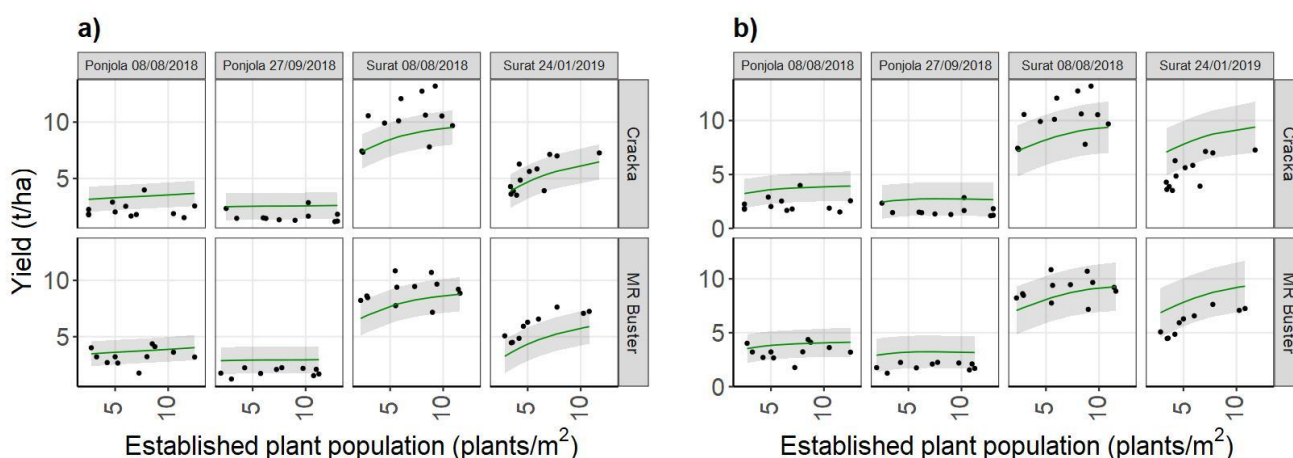 a)
Ponjola 08/08/2018 Ponjola 27/09/2018 Surat 08/08/2018 Surat 24/01/2019
Yield (t/ha)
10
5
Cracka
10
5
MR Buster
5 10 5 10 5 10 5 10
Established plant population (plants/m²)
b)
Ponjola 08/08/2018 Ponjola 27/09/2018 Surat 08/08/2018 Surat 24/01/2019
10
5
0
Cracka
10
5
0
MR Buster
5 10 5 10 5 10 5 10
Established plant population (plants/m²)